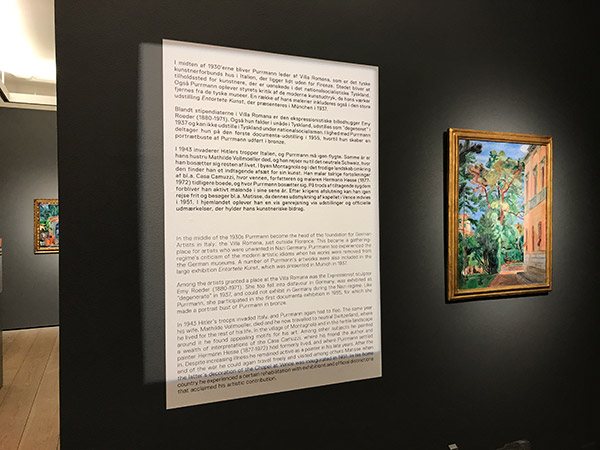 I midten af 1930'erne bliver Purrmann leder af Villa Romana, som er det tyske
kunstnerforbunds hus i Italien, der ligger lidt uden for Firenze. Stedet bliver et
tilholdssted for kunstnere, der er uønskede i det nationalsocialistiske Tyskland.
Også Purrmann oplever styrets kritik af de moderne kunstudtryk, da hans værker
fjernes fra de tyske museer. En række af hans malerier inkluderes også i den store
udstilling Entartete Kunst, der præsenteres i München i 1937.
Blandt stipendiaterne i Villa Romana er den ekspressionistiske billedhugger Emy
Roeder (1880-1971). Også hun falder i unåde i Tyskland, udstilles som "degenerate" i
1937 og kan ikke udstille i Tyskland under nationalsocialismen. I lighed med Purrmann
deltager hun på den første documenta-udstilling i 1955, hvortil hun skaber en
portrætbuste af Purrmann udført i bronze.
I 1943 invaderer Hitlers tropper Italien, og Purrmann må igen flygte. Samme år er
hans hustru Mathilde Vollmoeller død, og han rejser nu til det neutrale Schweiz, hvor
han bosætter sig resten af livet. I byen Montagnola og i det frodige landskab omkring
den finder han et indtagende afsæt for sin kunst. Han maler talrige fortolkninger
af bl.a. Casa Camuzzi, hvor vennen, forfatteren og maleren Hermann Hesse (1877-
1972) tidligere boede, og hvor Purrmann bosætter sig. På trods af tiltagende sygdom
forbliver han aktivt malende i sine senere år. Efter krigens afslutning kan han igen
rejse frit og besøger bl.a. Matisse, da dennes udsmykning af kapellet i Vence indvies
i 1951. I hjemlandet oplever han en vis genrejsning via udstillinger og officielle
udmærkelser, der hylder hans kunstneriske bidrag.
In the middle of the 1930s Purrmann become the head of the foundation for German
Artists in Italy: the Villa Romana, just outside Florence. This became a gathering-
place for artists who were unwanted in Nazi Germany. Purrmann too experienced the
regime's criticism of the modern artistic idioms when his works were removed from
the German museums. A number of Purrmann's artworks were also included in the
large exhibition Entartete Kunst, which was presented in Munich in 1937.
Among the artists granted a place at the Villa Romana was the Expressionist sculptor
Emy Roeder (1880-1971). She too fell into disfavour in Germany, was exhibited as
"degenerate" in 1937, and could not exhibit in Germany during the Nazi regime. Like
Purrmann, she participated in the first documenta exhibition in 1955, for which she
made a portrait bust of Purrmann in bronze.
In 1943 Hitler's troops invaded Italy, and Purrmann again had to flee. The same year
his wife, Mathilde Vollmoeller, died and he now travelled to neutral Switzerland, where
he lived for the rest of his life. In the village of Montagnola and in the fertile landscape
around it he found appealing motifs for his art. Among other subjects he painted
a wealth of interpretations of the Casa Camuzzi, where his friend the author and
painter Hermann Hesse (1877-1972) had formerly lived, and where Purrmann settled
in. Despite increasing illness he remained active as a painter in his last years. After the
end of the war he could again travel freely and visited among others Matisse when
the latter's decoration of the Chapel at Vence was inaugurated in 1951. In his home
country he experienced a certain rehabilitation with exhibitions and official distinctions
that acclaimed his artistic contribution.